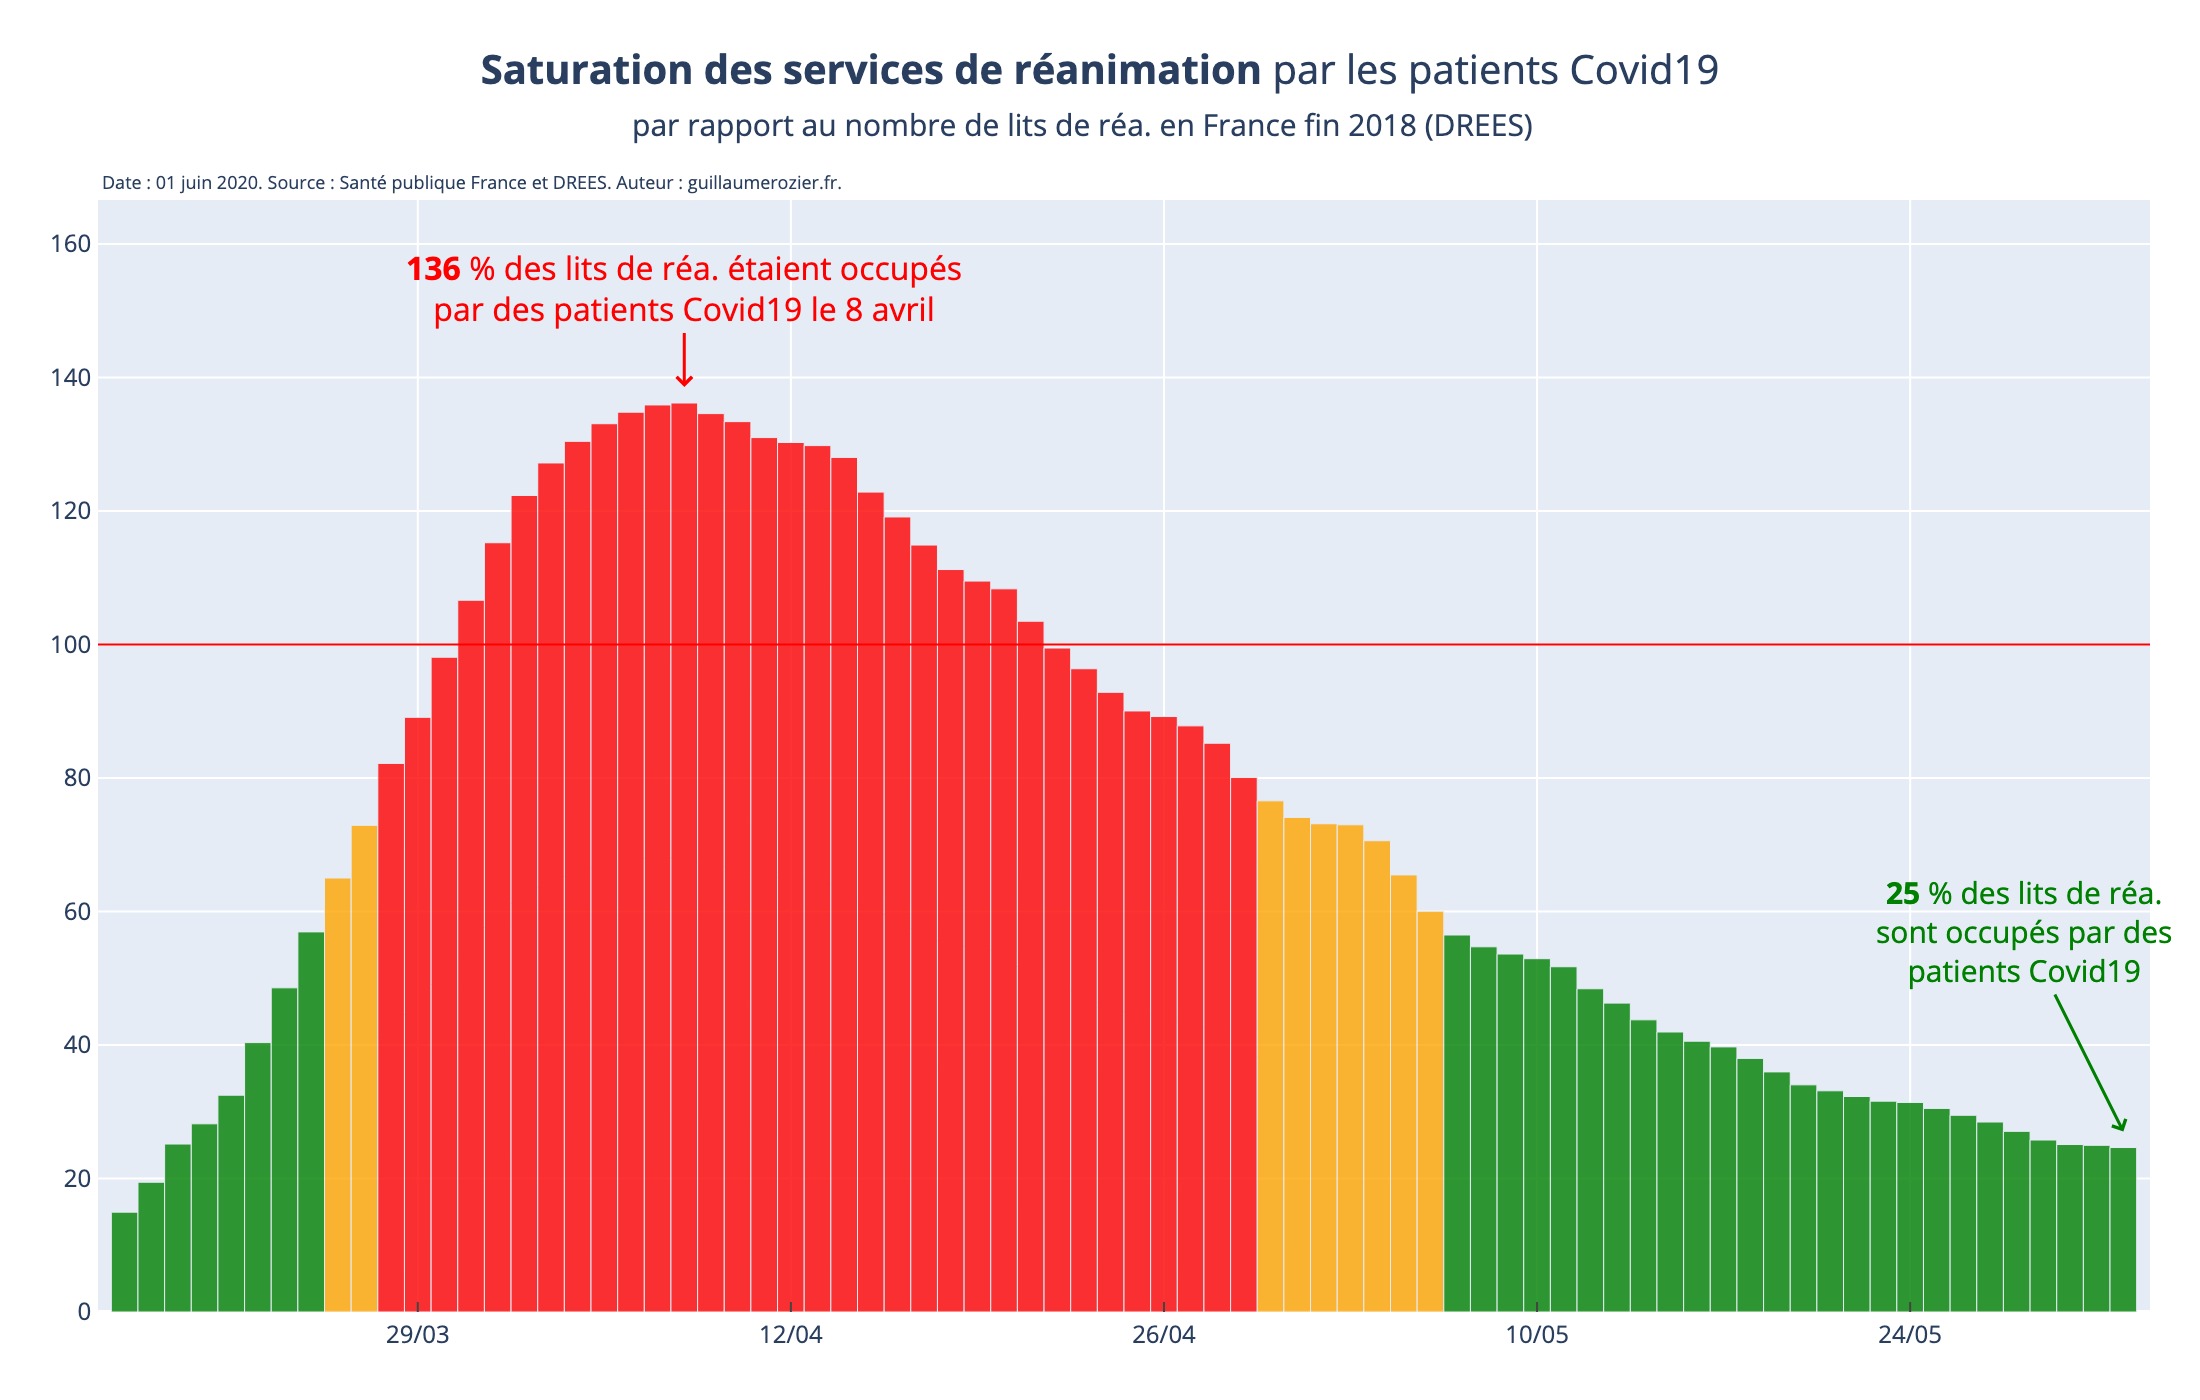 Saturation des services de réanimation par les patients Covid19
par rapport au nombre de lits de réa. en France fin 2018 (DREES)
Date : 01 juin 2020. Source : Santé publique France et DREES. Auteur : guillaumerozier.fr.
160
136 % des lits de réa. étaient occupés
par des patients Covid19 le 8 avril
140
120
100
80
25 % des lits de réa.
60
sont occupés par des
patients Covid19
40
20
0
29/03 12/04 26/04 10/05 24/05